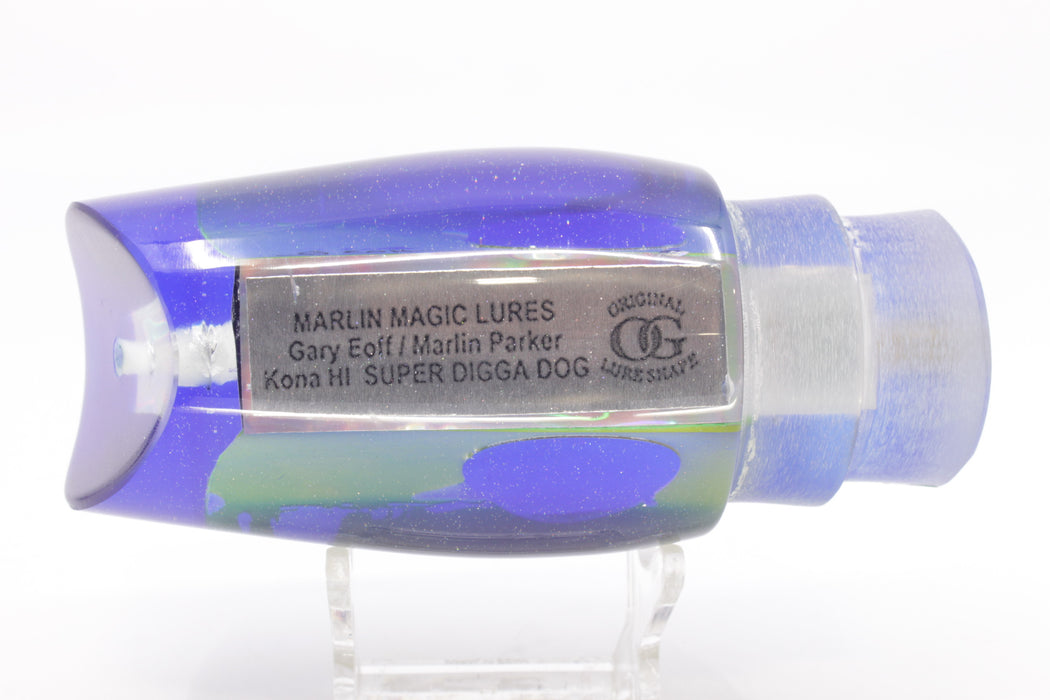 MARLIN MAGIC LURES
Gary Eoff / Marlin Parker
Kona HI SUPER DIGGA DOG
ORIGINAL
OG
LURE SHAPE